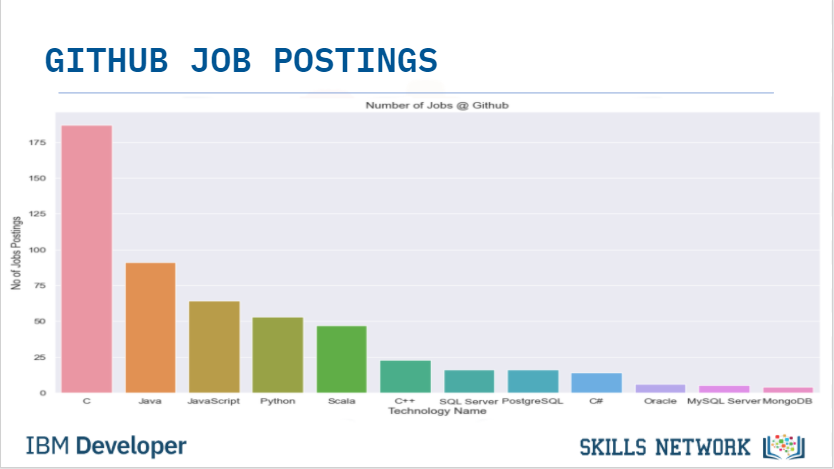 GITHUB JOB POSTINGS
Number of Jobs @ Github
No of Jobs Postings
175
150
125
100
75
50
25
0
C Java JavaScript Python Scala C++ SQL Server PostgreSQL C# Oracle MySQL Server MongoDB
Technology Name
IBM Developer
SKILLS NETWORK